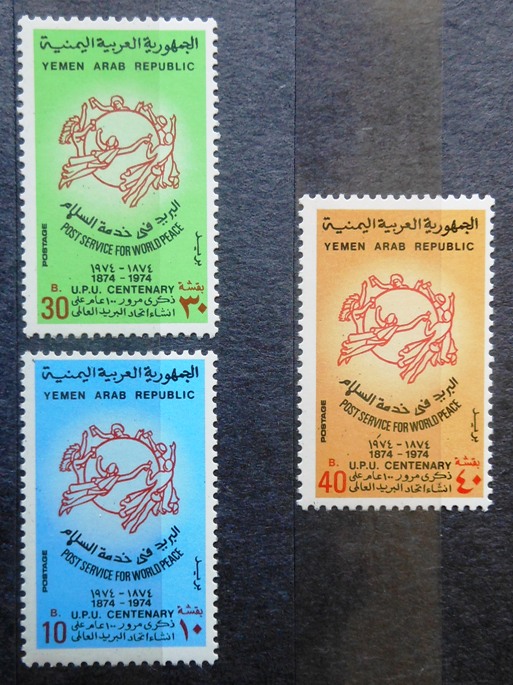 الجمهورية العربية اليمنية
YEMEN ARAB REPUBLIC
البريد في خدمة السلام
POST SERVICE FOR WORLD PEACE
POSTAGE
بريد
١٨٧٤ - ١٩٧٤
1874 - 1974
B. U.P.U. CENTENARY بقشة
30 ذكرى مرور ١٠٠ عام على ٣٠
انشاء اتحاد البريد العالمي
الجمهورية العربية اليمنية
YEMEN ARAB REPUBLIC
البريد في خدمة السلام
POST SERVICE FOR WORLD PEACE
POSTAGE
بريد
١٨٧٤ - ١٩٧٤
1874 - 1974
B. U.P.U. CENTENARY بقشة
10 ذكرى مرور ١٠٠ عام على ١٠
انشاء اتحاد البريد العالمي
الجمهورية العربية اليمنية
YEMEN ARAB REPUBLIC
البريد في خدمة السلام
POST SERVICE FOR WORLD PEACE
POSTAGE
بريد
١٨٧٤ - ١٩٧٤
1874 - 1974
B. U.P.U. CENTENARY بقشة
40 ذكرى مرور ١٠٠ عام على ٤٠
انشاء اتحاد البريد العالمي